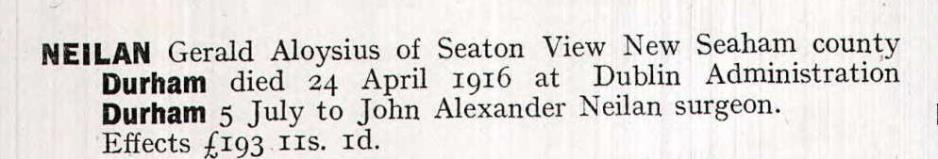 NEILAN Gerald Aloysius of Seaton View New Seaham county
Durham died 24 April 1916 at Dublin Administration
Durham 5 July to John Alexander Neilan surgeon.
Effects £193 11s. 1d.